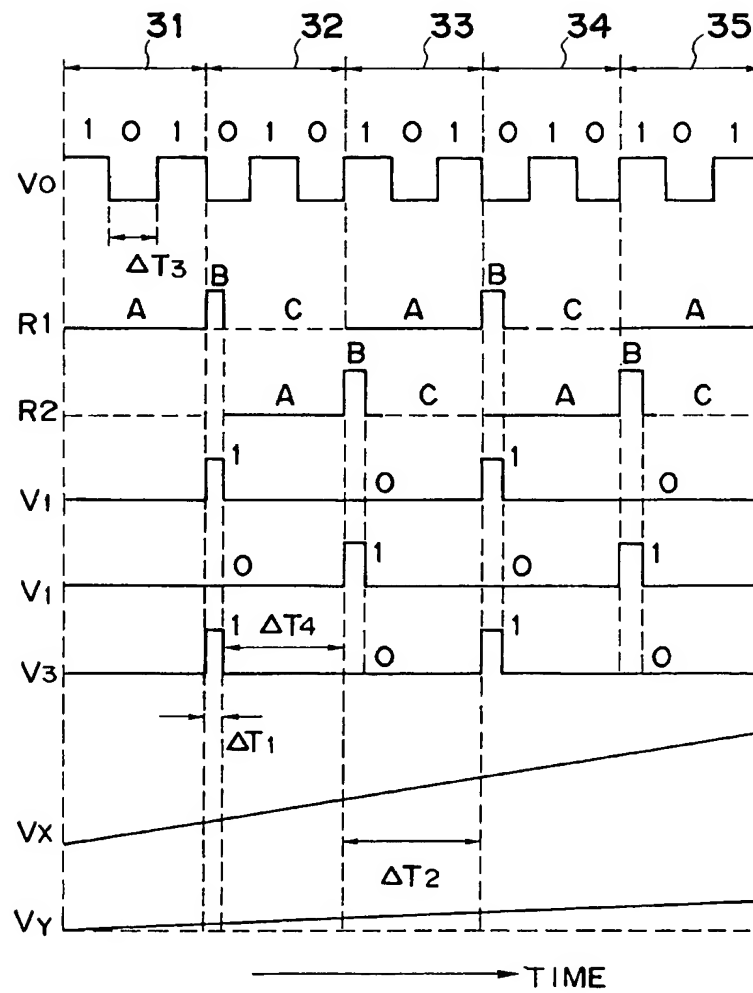 31 32 33 34 35
1 0 1 0 1 0 1 0 1 0 1 0 1 0 1
V0
ΔT3
B B
R1 A C A C A
B B
R2 A C A C
1 1
V1 0 0
1 1
V1 0 0
1 ΔT4 1
V3 0 0
ΔT1
VX
ΔT2
VY
TIME